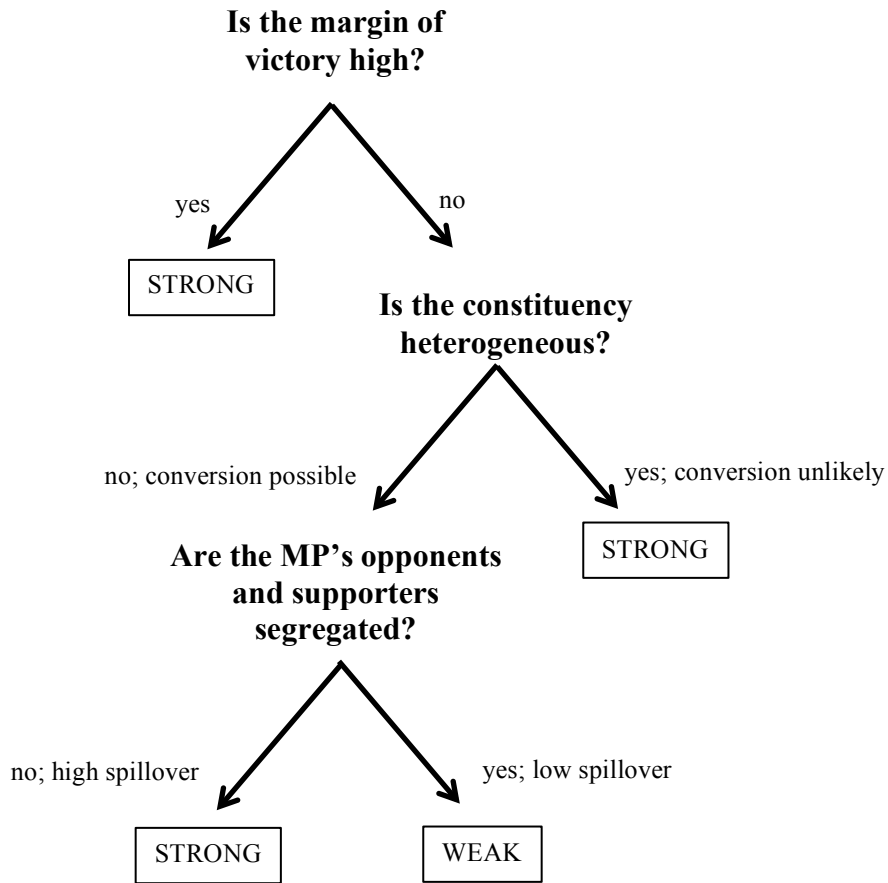 Is the margin of
victory high?
yes
no
STRONG
Is the constituency
heterogeneous?
no; conversion possible
yes; conversion unlikely
STRONG
Are the MP’s opponents
and supporters
segregated?
no; high spillover
yes; low spillover
STRONG
WEAK